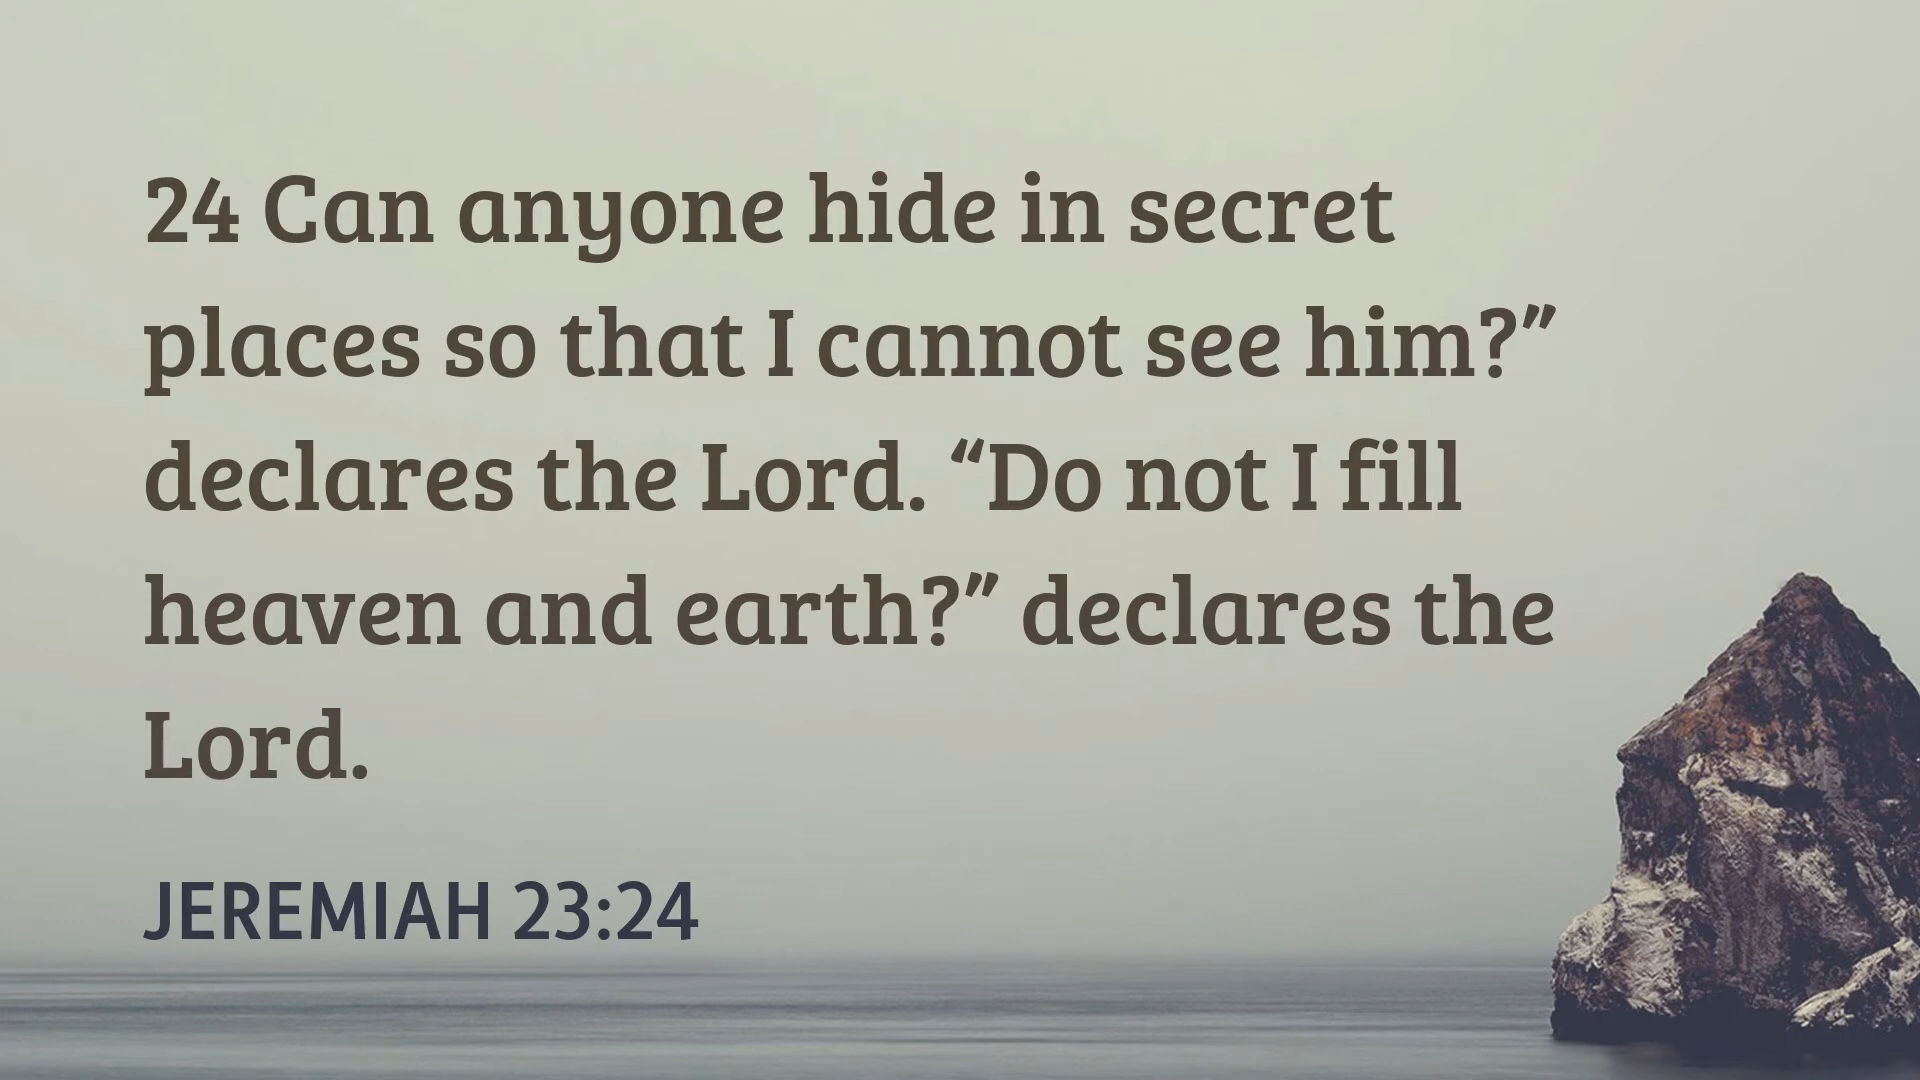 24 Can anyone hide in secret
places so that I cannot see him?”
declares the Lord. “Do not I fill
heaven and earth?” declares the
Lord.
JEREMIAH 23:24